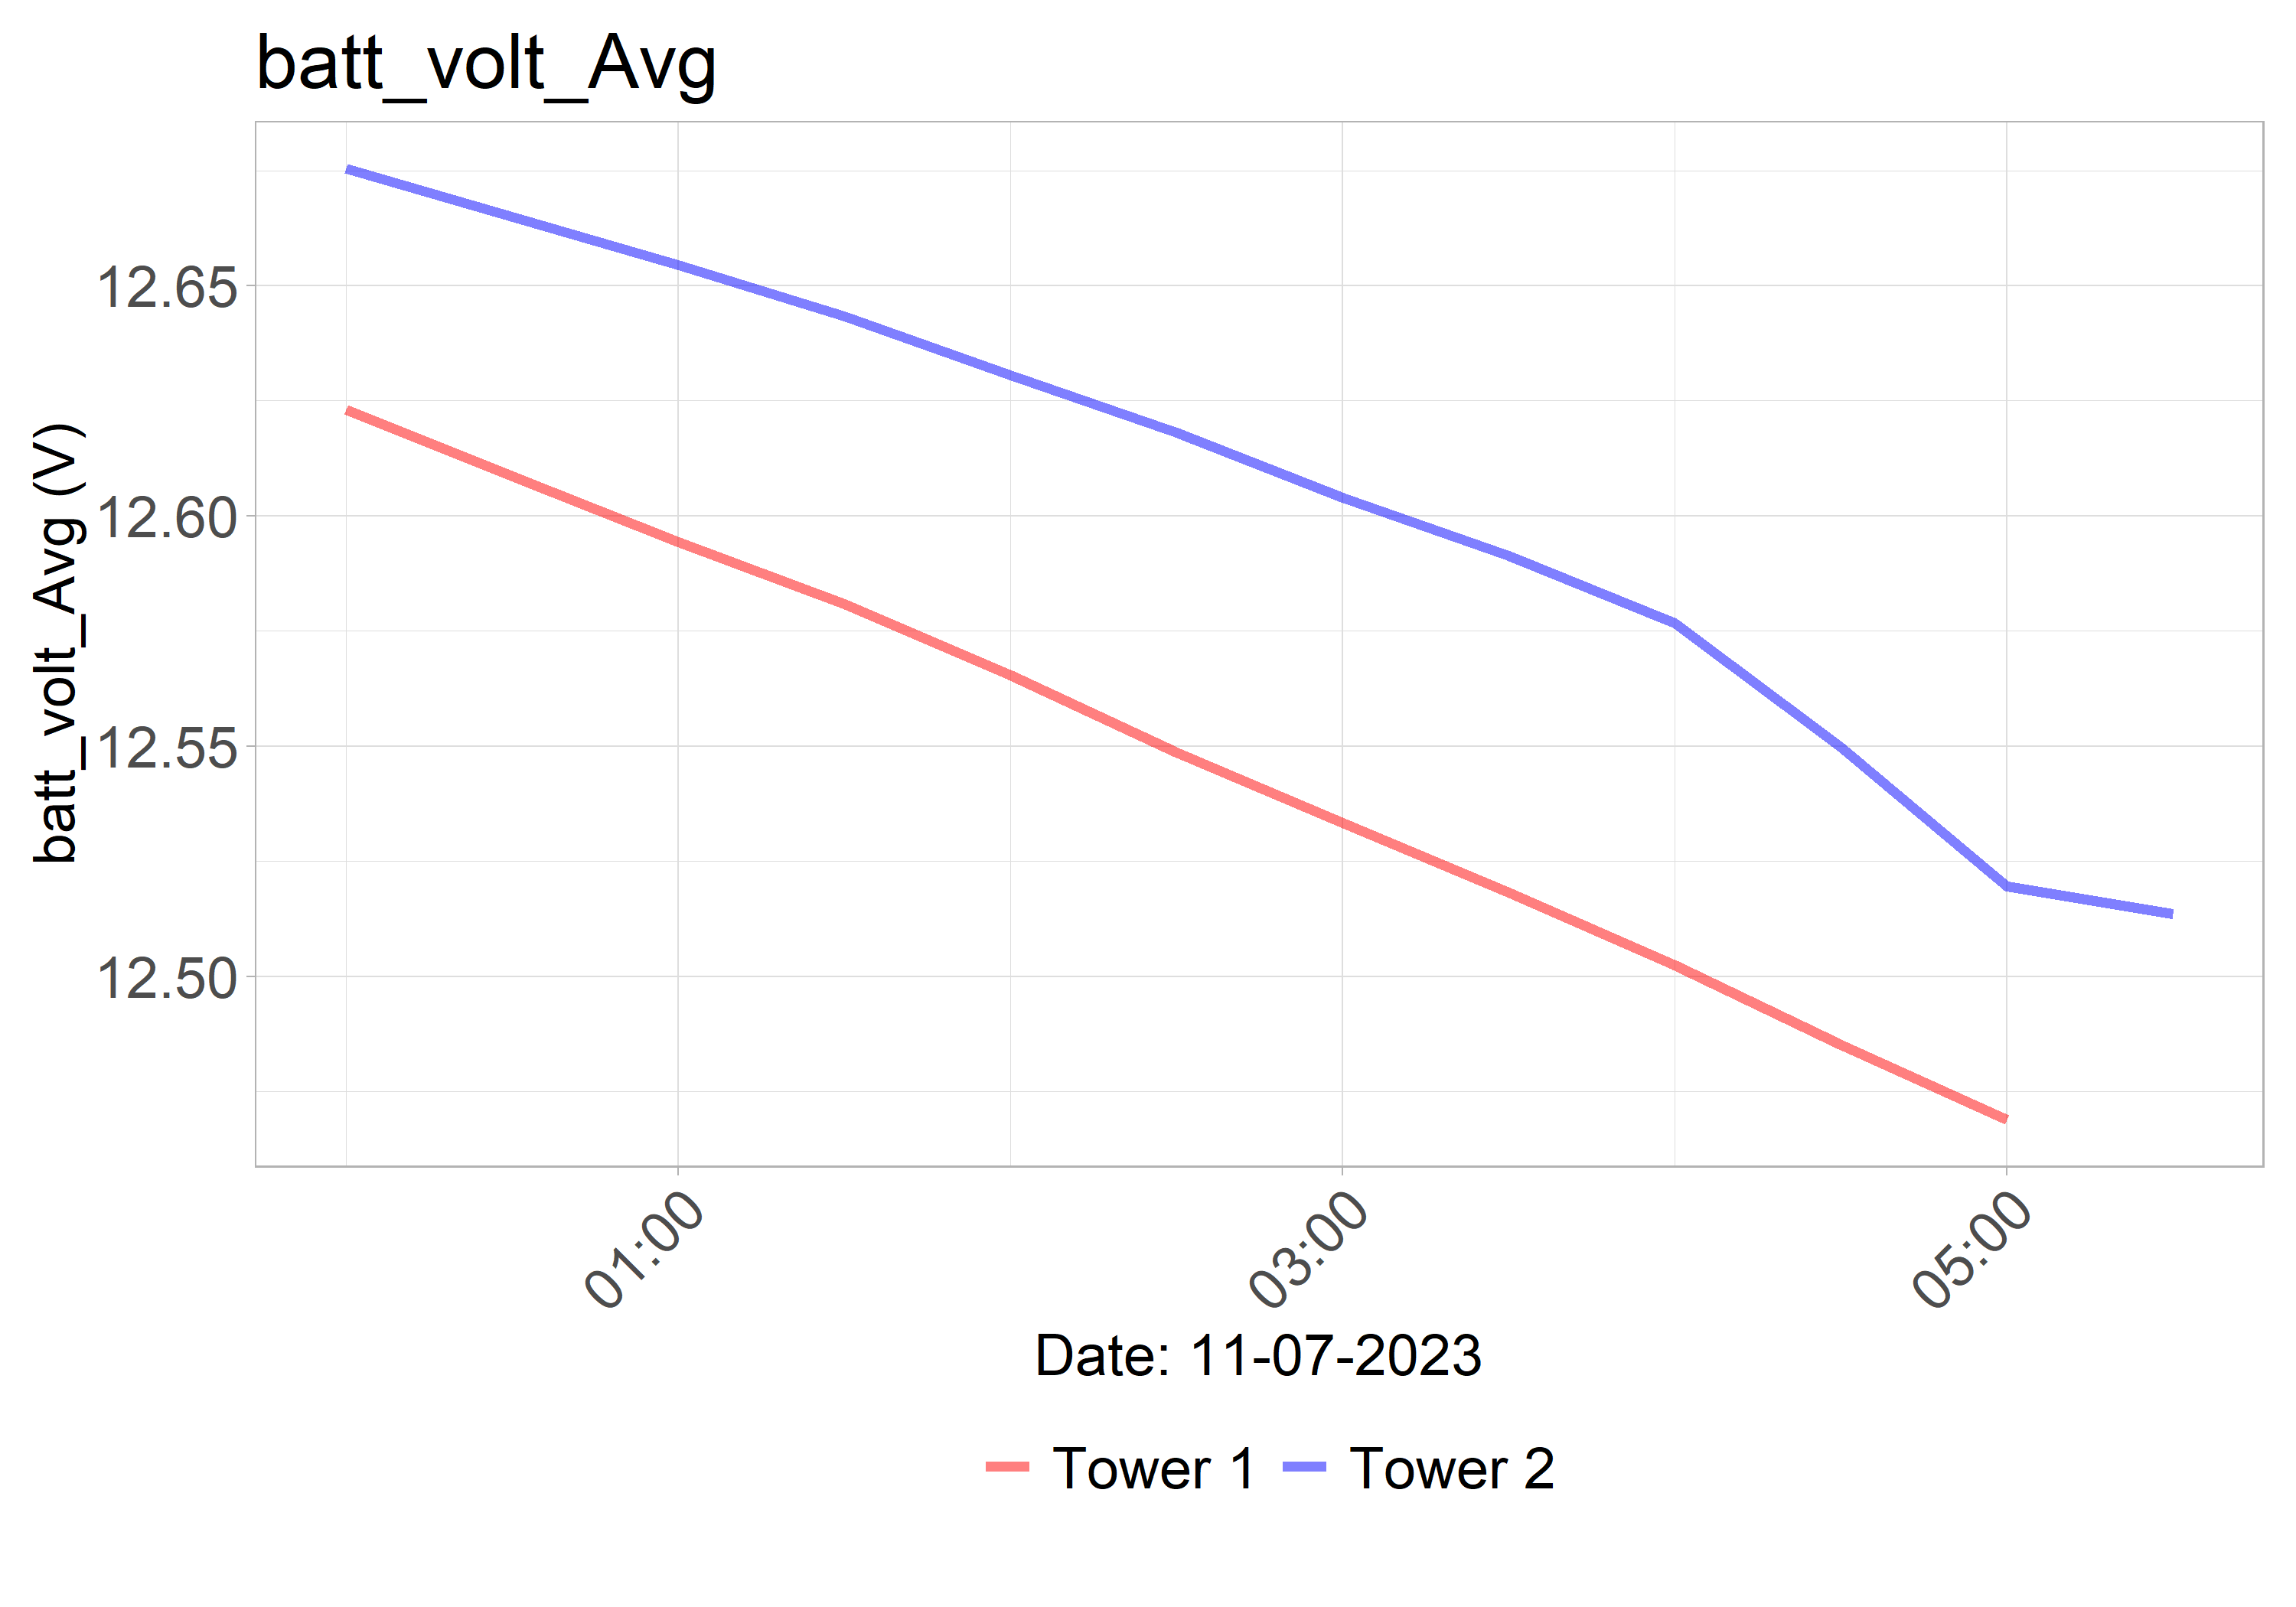 batt_volt_Avg
batt_volt_Avg (V)
12.65
12.60
12.55
12.50
01:00
03:00
05:00
Date: 11-07-2023
Tower 1
Tower 2